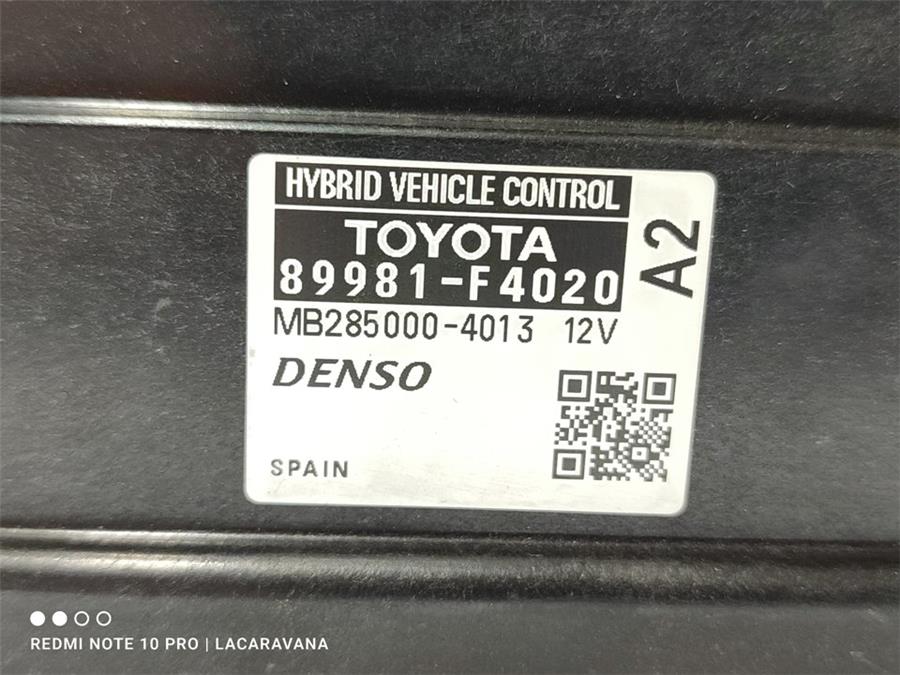 HYBRID VEHICLE CONTROL
TOYOTA
89981-F4020
A2
MB285000-4013 12V
DENSO
SPAIN
REDMI NOTE 10 PRO | LACARAVANA